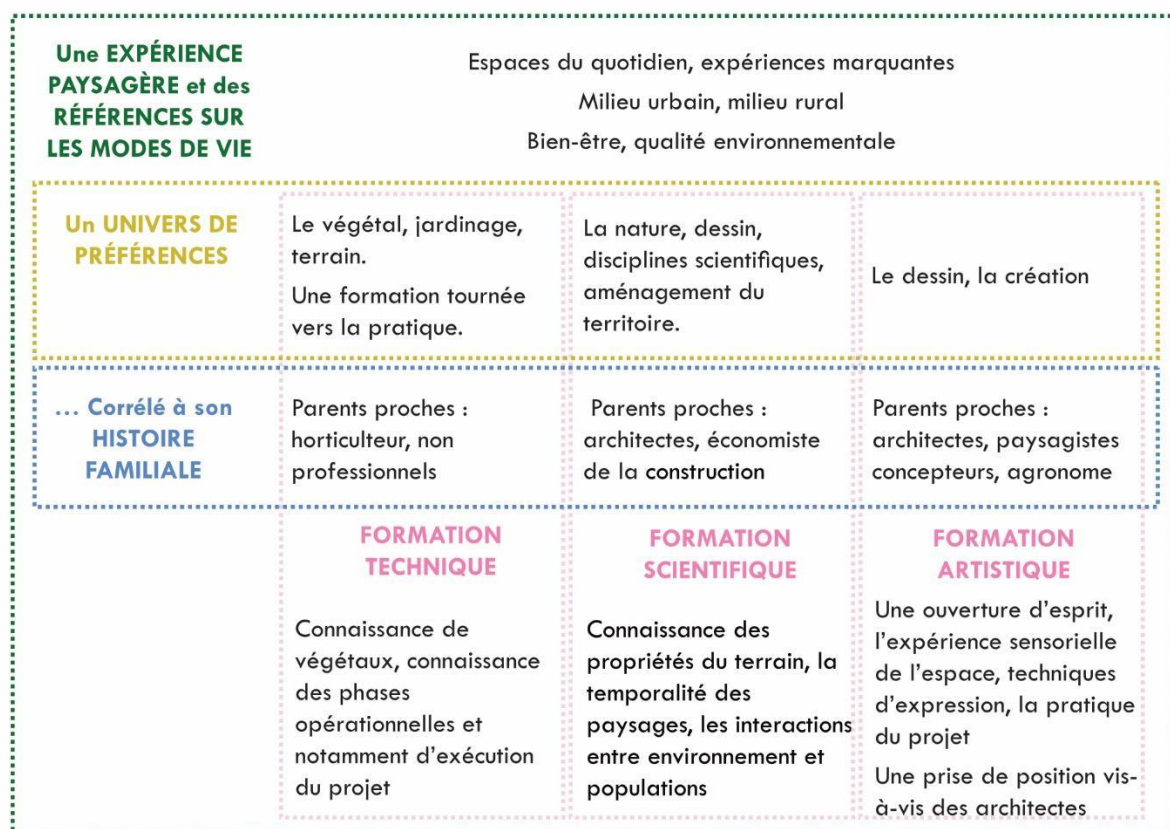 Une EXPÉRIENCE
PAYSAGÈRE et des
RÉFÉRENCES SUR
LES MODES DE VIE
Espaces du quotidien, expériences marquantes
Milieu urbain, milieu rural
Bien-être, qualité environnementale
Un UNIVERS DE
PRÉFÉRENCES
Le végétal, jardinage,
terrain.
Une formation tournée
vers la pratique.
La nature, dessin,
disciplines scientifiques,
aménagement du
territoire.
Le dessin, la création
… Corrélé à son
HISTOIRE
FAMILIALE
Parents proches :
horticulteur, non
professionnels
Parents proches :
architectes, économiste
de la construction
Parents proches :
architectes, paysagistes
concepteurs, agronome
FORMATION
TECHNIQUE
Connaissance de
végétaux, connaissance
des phases
opérationnelles et
notamment d’exécution
du projet
FORMATION
SCIENTIFIQUE
Connaissance des
propriétés du terrain, la
temporalité des
paysages, les interactions
entre environnement et
populations
FORMATION
ARTISTIQUE
Une ouverture d’esprit,
l’expérience sensorielle
de l’espace, techniques
d’expression, la pratique
du projet
Une prise de position vis-
à-vis des architectes